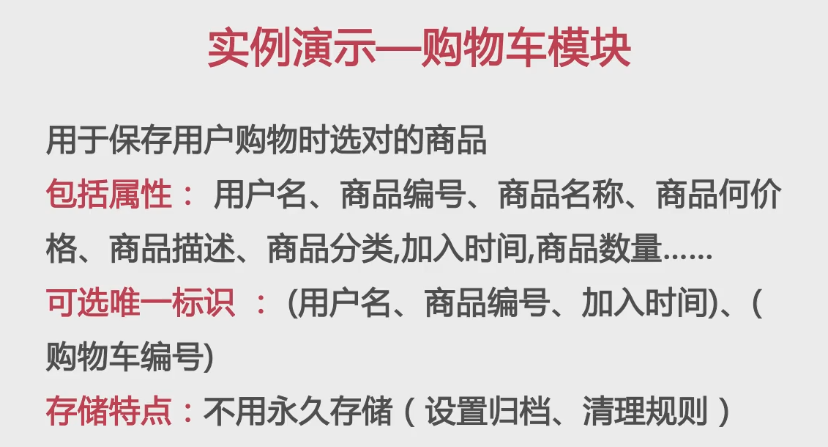 实例演示—购物车模块
用于保存用户购物时选对的商品
包括属性： 用户名、商品编号、商品名称、商品何价
格、商品描述、商品分类,加入时间,商品数量......
可选唯一标识 ： (用户名、商品编号、加入时间)、(
购物车编号)
存储特点：不用永久存储（设置归档、清理规则）